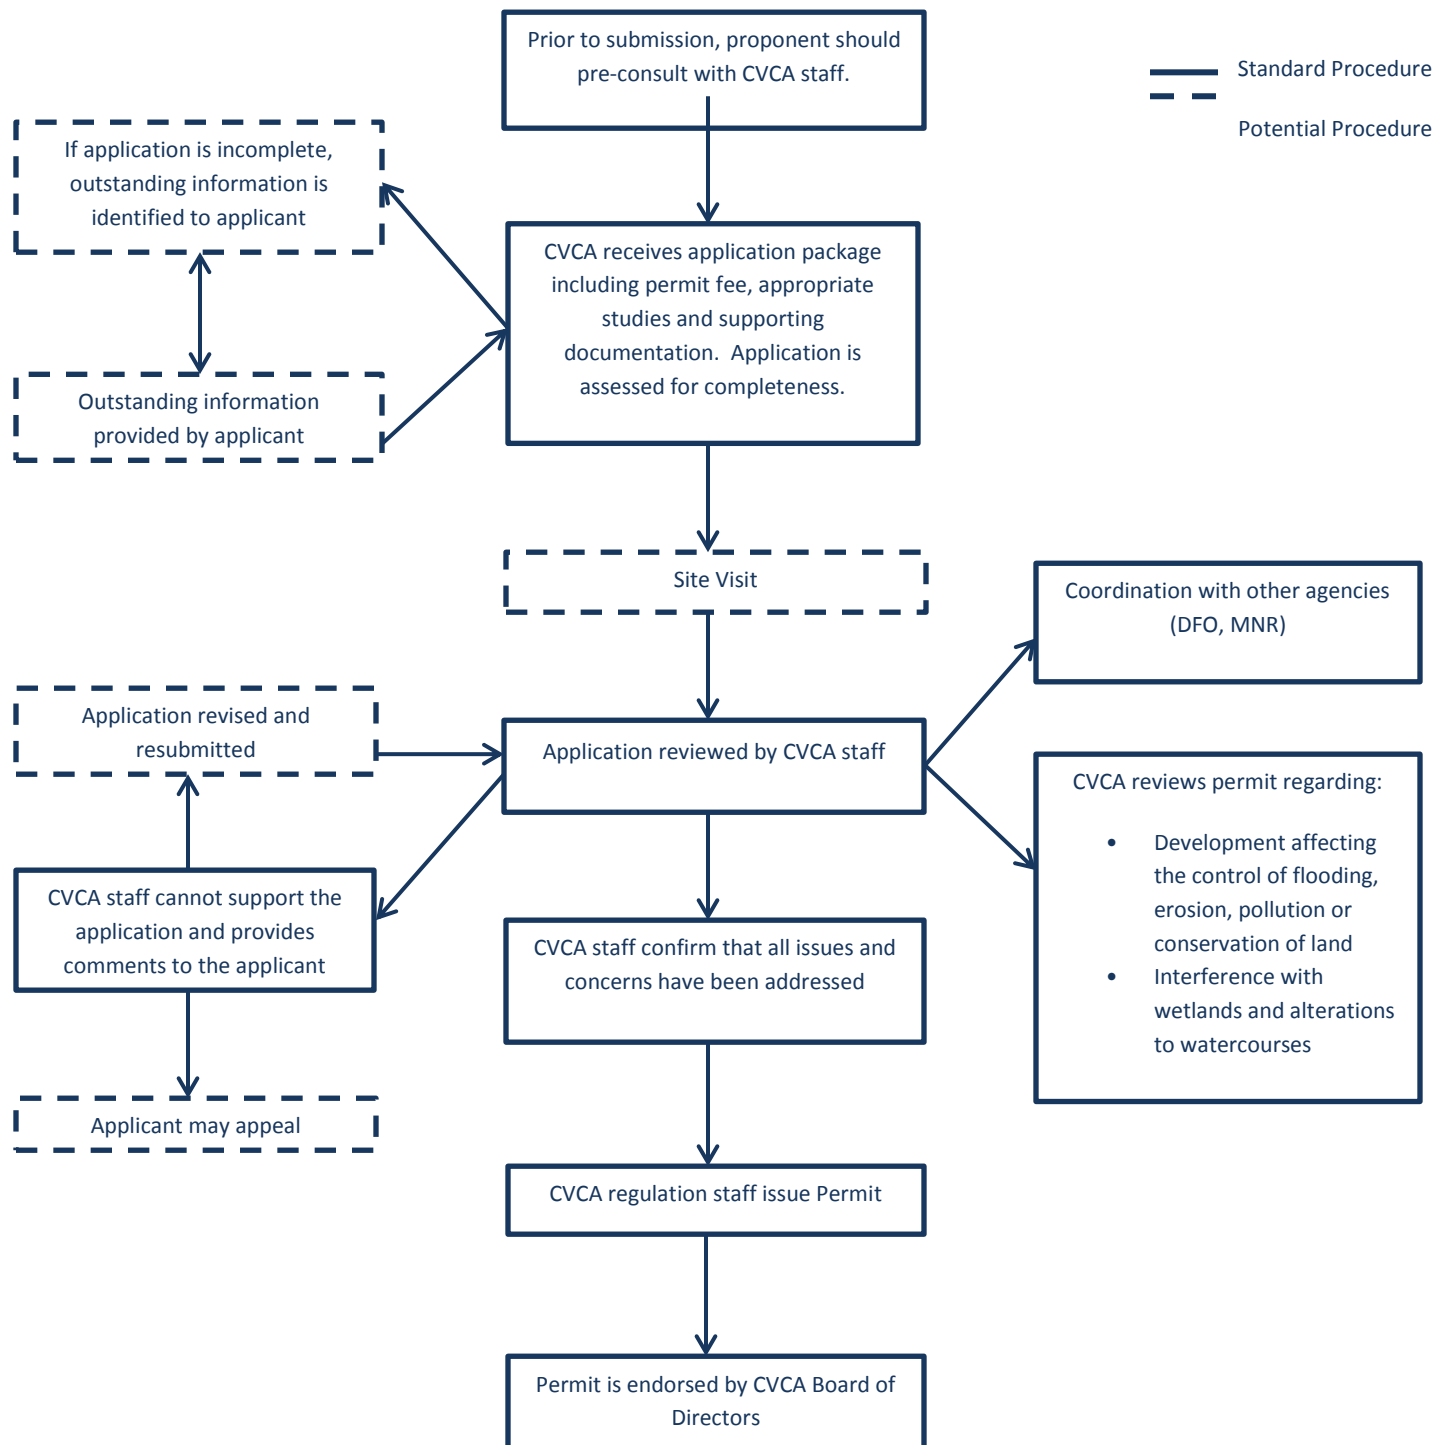 Prior to submission, proponent should
pre-consult with CVCA staff.
Standard Procedure
Potential Procedure
If application is incomplete,
outstanding information is
identified to applicant
CVCA receives application package
including permit fee, appropriate
studies and supporting
documentation. Application is
assessed for completeness.
Outstanding information
provided by applicant
Site Visit
Coordination with other agencies
(DFO, MNR)
Application revised and
resubmitted
Application reviewed by CVCA staff
CVCA reviews permit regarding:
• Development affecting
the control of flooding,
erosion, pollution or
conservation of land
• Interference with
wetlands and alterations
to watercourses
CVCA staff cannot support the
application and provides
comments to the applicant
CVCA staff confirm that all issues and
concerns have been addressed
Applicant may appeal
CVCA regulation staff issue Permit
Permit is endorsed by CVCA Board of
Directors